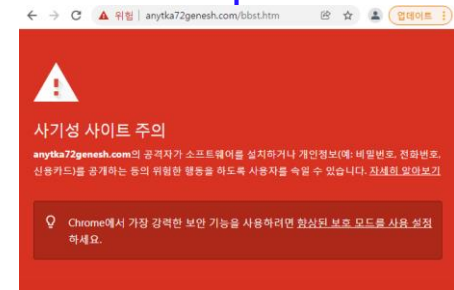 위험 anytka72genesh.com/bbst.htm 업데이트
사기성 사이트 주의
anytka72genesh.com의 공격자가 소프트웨어를 설치하거나 개인정보(예: 비밀번호, 전화번호,
신용카드)를 공개하는 등의 위험한 행동을 하도록 사용자를 속일 수 있습니다. 자세히 알아보기
Chrome에서 가장 강력한 보안 기능을 사용하려면 향상된 보호 모드를 사용 설정
하세요.